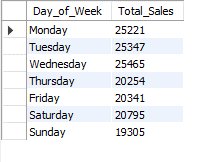 Day_of_Week Total_Sales
Monday 25221
Tuesday 25347
Wednesday 25465
Thursday 20254
Friday 20341
Saturday 20795
Sunday 19305